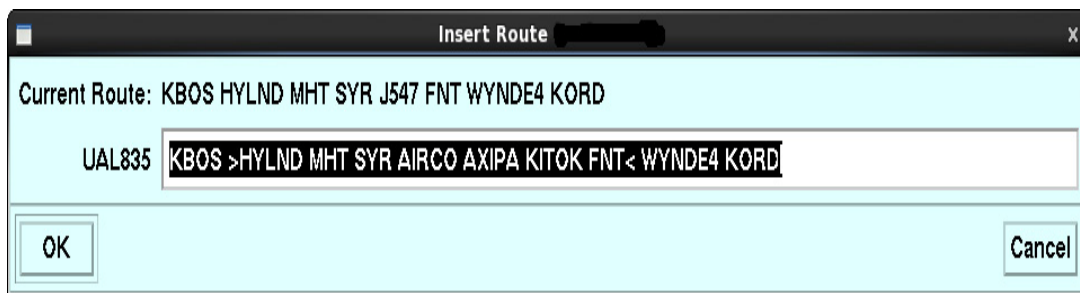 Insert Route
x
Current Route: KBOS HYLND MHT SYR J547 FNT WYNDE4 KORD
UAL835 KBOS >HYLND MHT SYR AIRCO AXIPA KITOK FNT< WYNDE4 KORD
OK Cancel